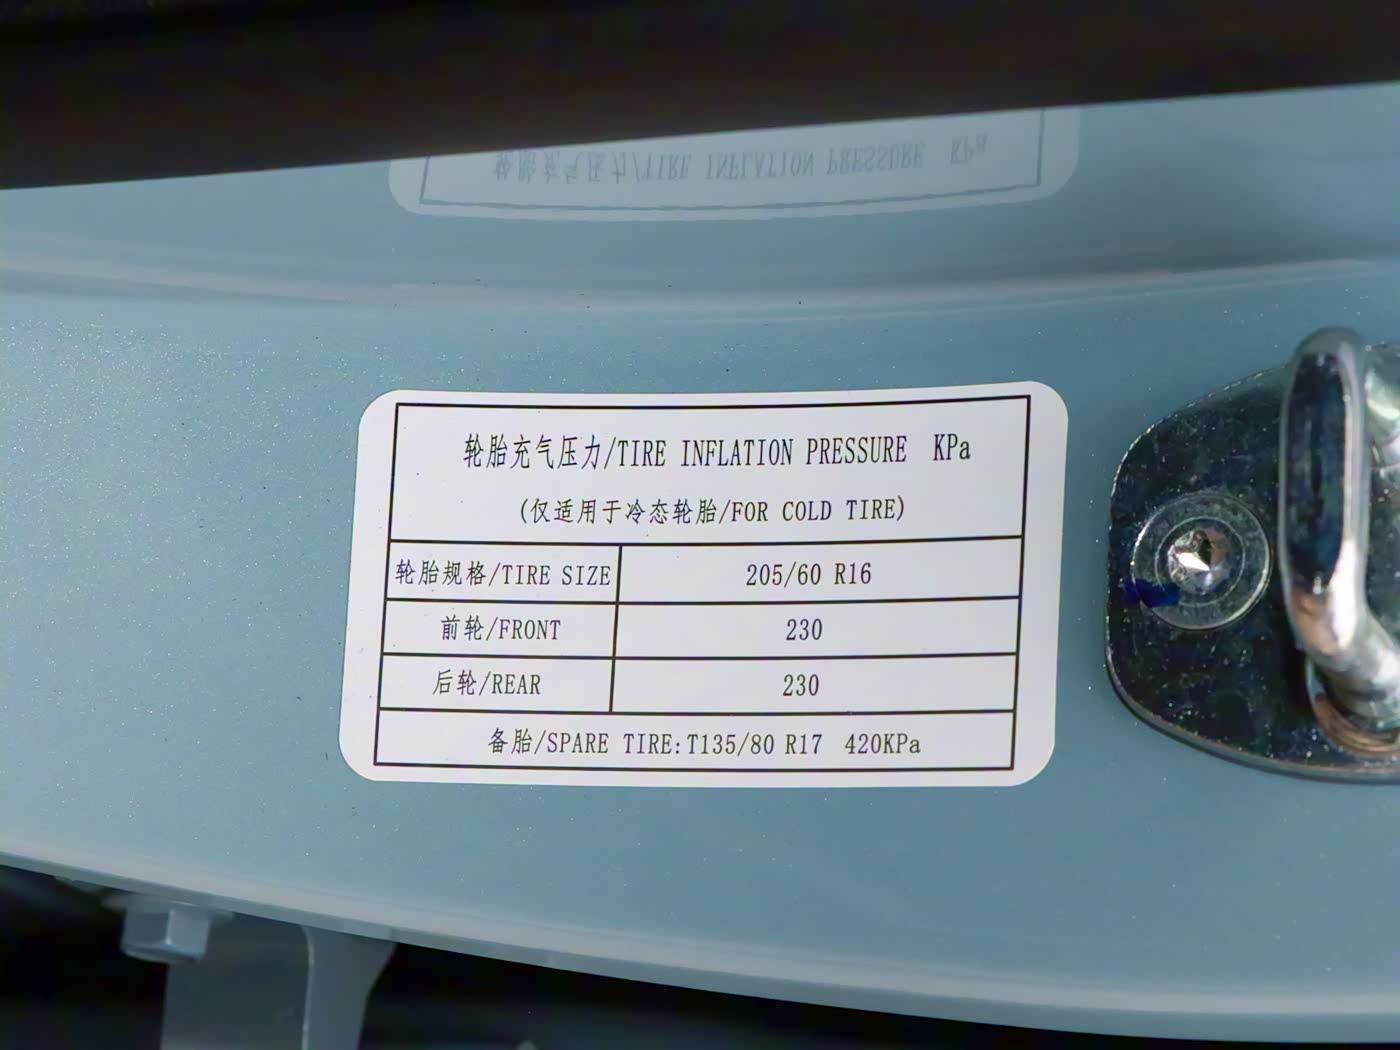 轮胎充气压力/TIRE INFLATION PRESSURE KPa
(仅适用于冷态轮胎/FOR COLD TIRE)
轮胎规格/TIRE SIZE 205/60 R16
前轮/FRONT 230
后轮/REAR 230
备胎/SPARE TIRE:T135/80 R17 420KPa